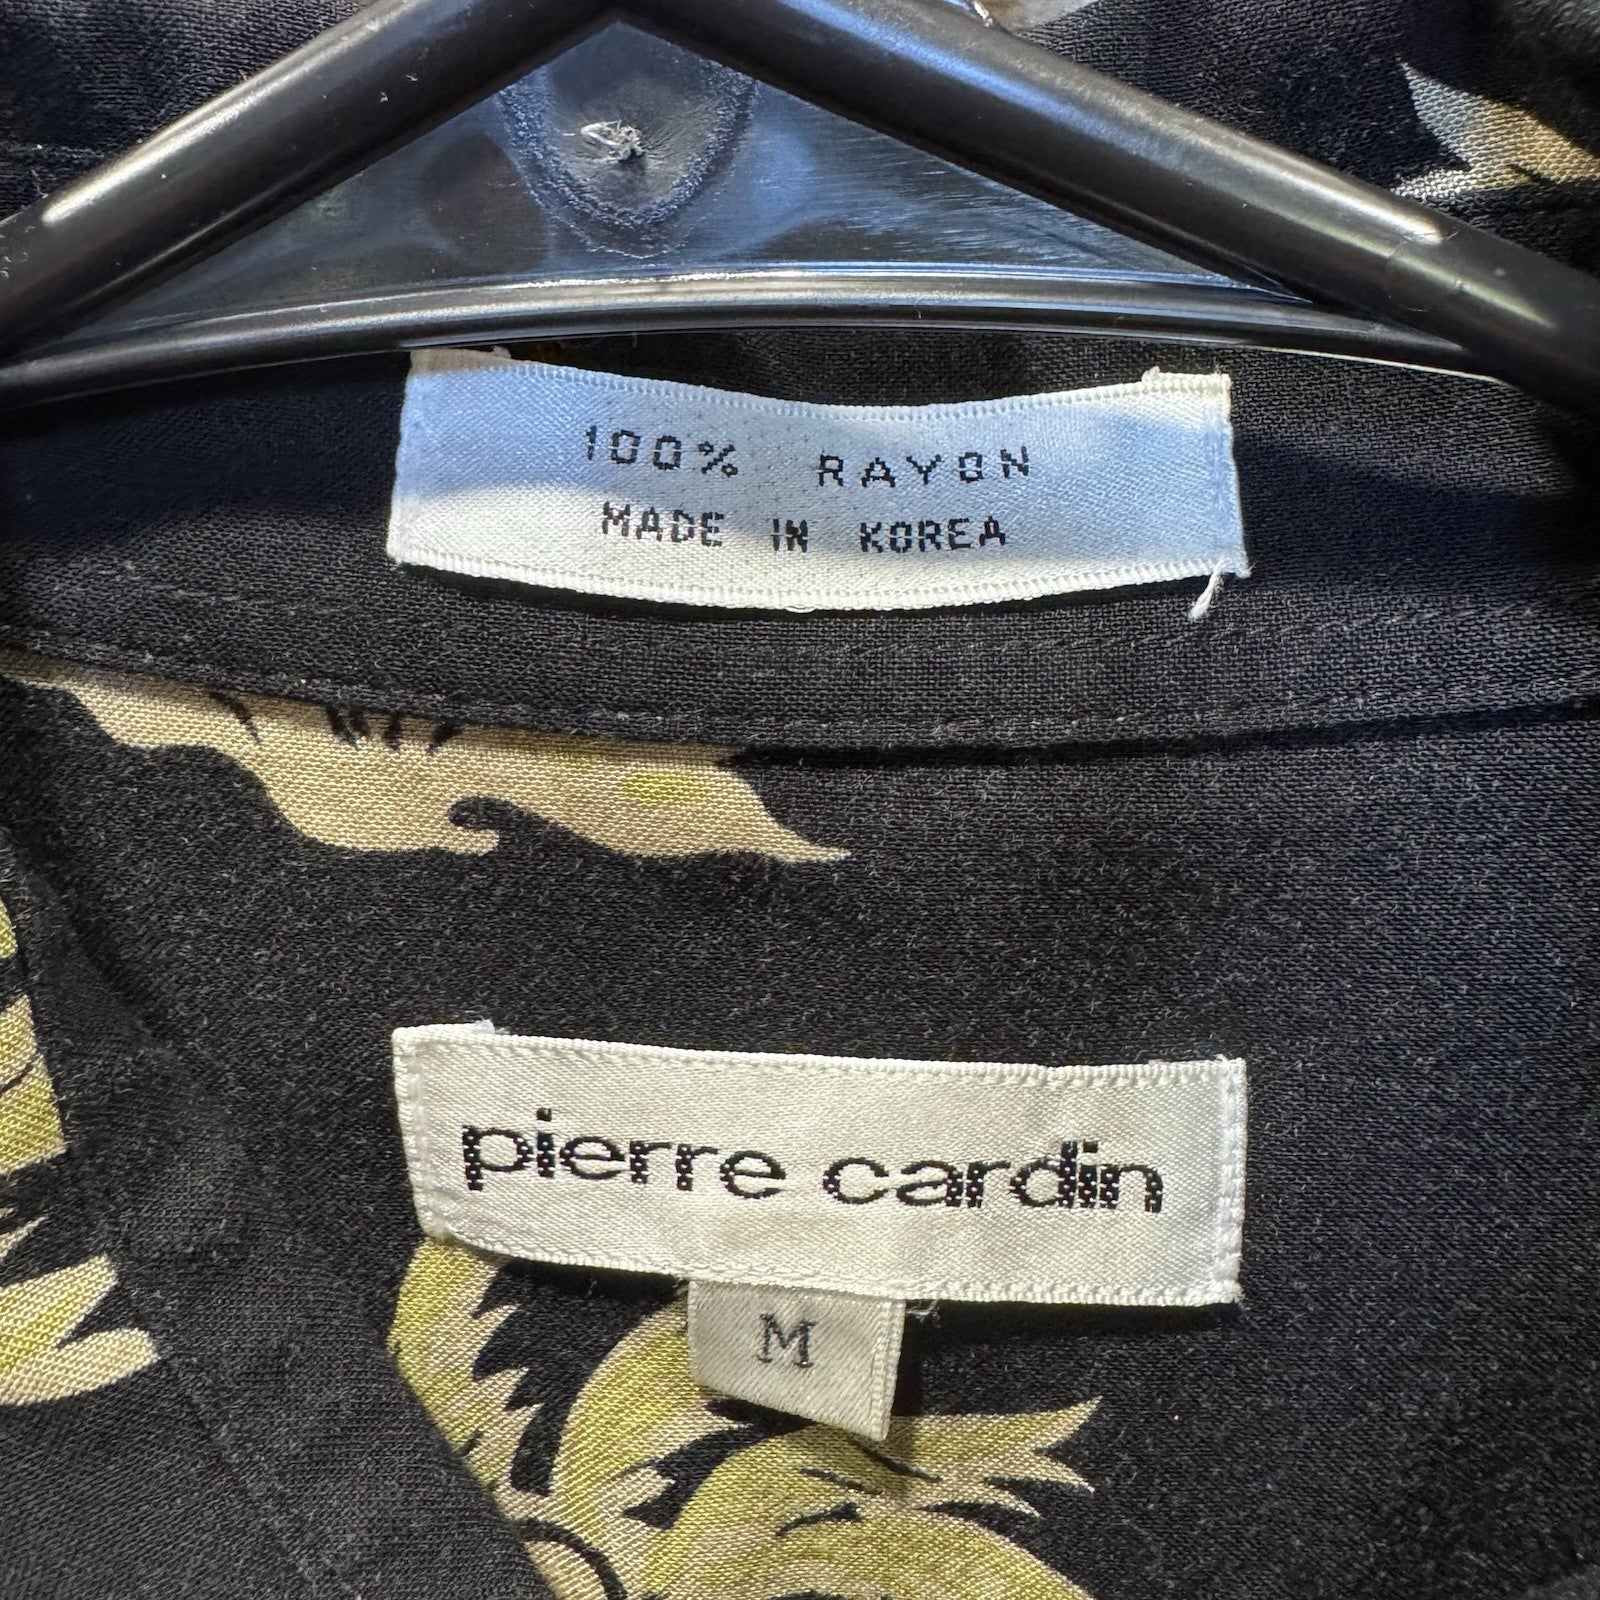 100% RAYON
MADE IN KOREA
pierre cardin
M